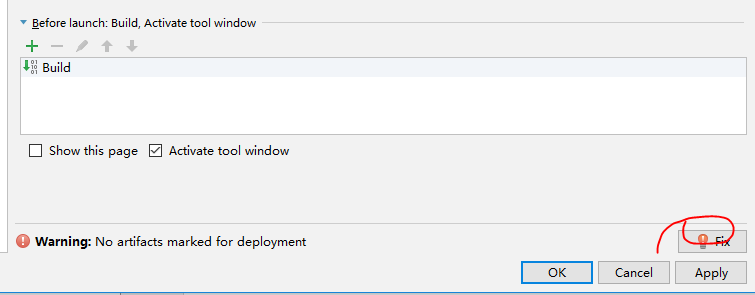 Before launch: Build, Activate tool window
Build
Show this page Activate tool window
Warning: No artifacts marked for deployment Fix
OK Cancel Apply